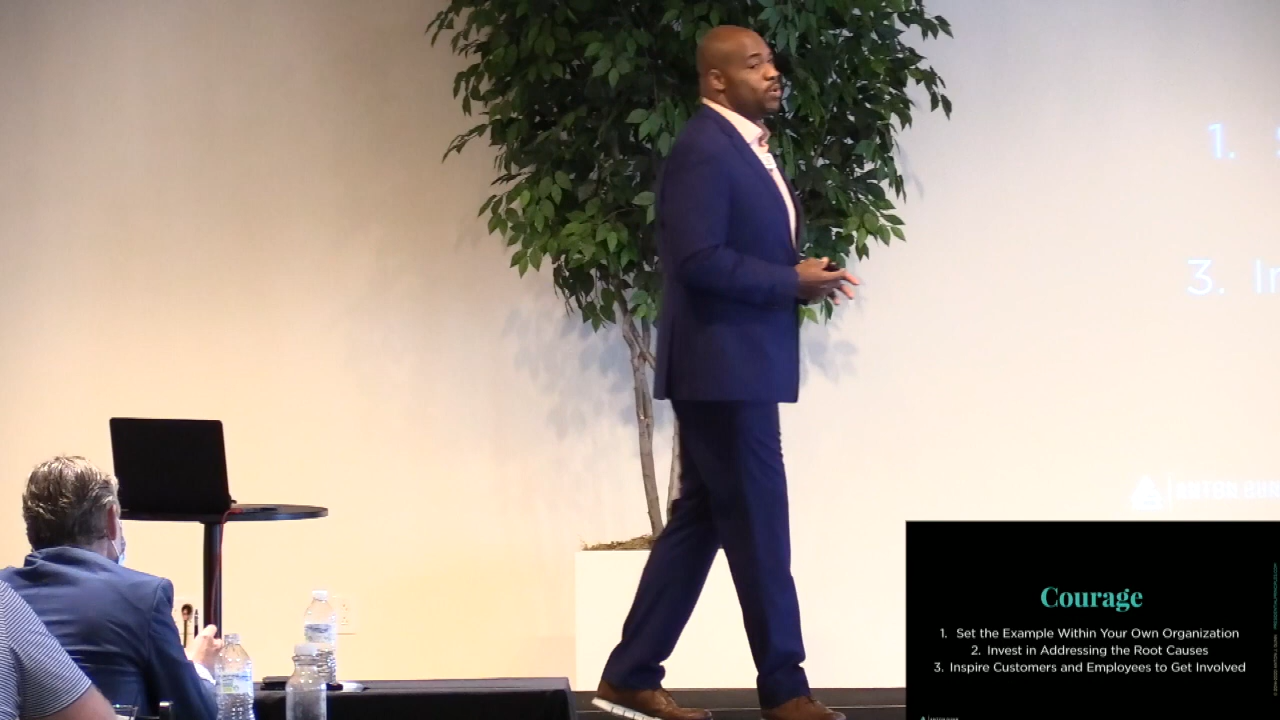 1.
3. In
Courage
1. Set the Example Within Your Own Organization
2. Invest in Addressing the Root Causes
3. Inspire Customers and Employees to Get Involved